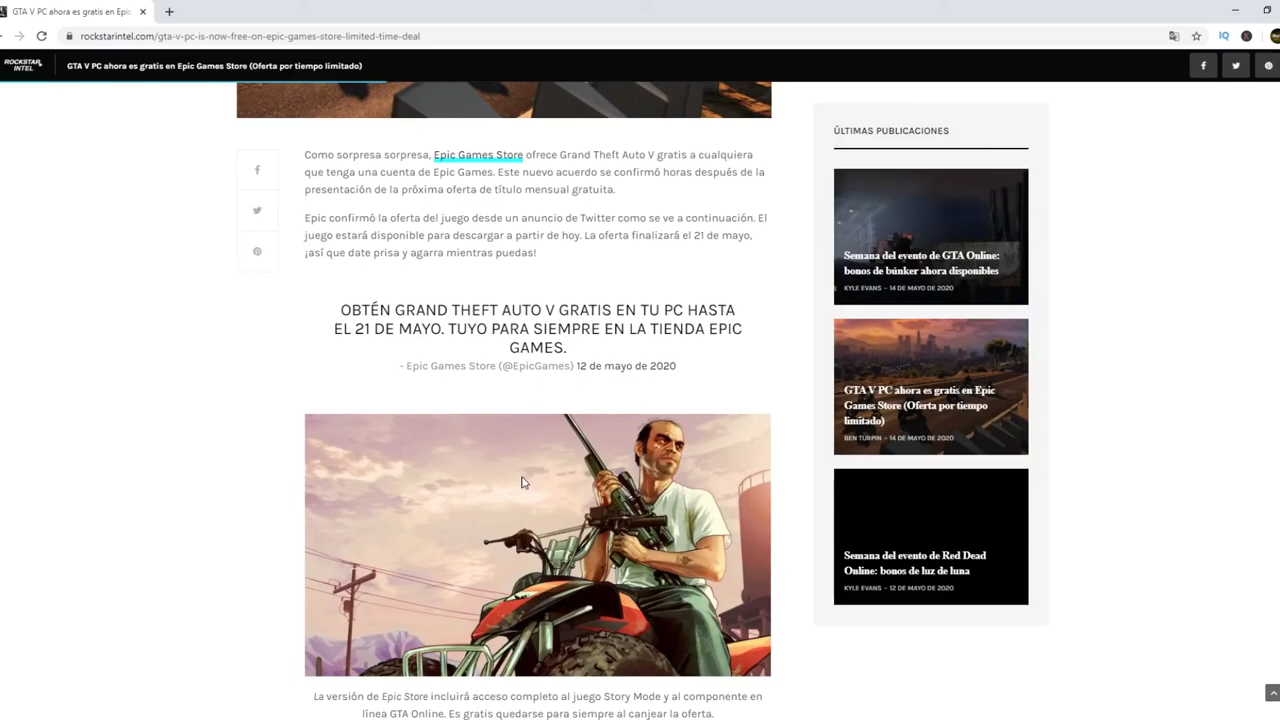 GTA V PC ahora es gratis en Epic
rockstarintel.com/gta-v-pc-is-now-free-on-epic-games-store-limited-time-deal
IQ
ROCKSTAR
INTEL
GTA V PC ahora es gratis en Epic Games Store (Oferta por tiempo limitado)
Como sorpresa sorpresa, Epic Games Store ofrece Grand Theft Auto V gratis a cualquiera
que tenga una cuenta de Epic Games. Este nuevo acuerdo se confirmó horas después de la
presentación de la próxima oferta de título mensual gratuita.
Epic confirmó la oferta del juego desde un anuncio de Twitter como se ve a continuación. El
juego estará disponible para descargar a partir de hoy. La oferta finalizará el 21 de mayo,
¡así que date prisa y agarra mientras puedas!
OBTÉN GRAND THEFT AUTO V GRATIS EN TU PC HASTA
EL 21 DE MAYO. TUYO PARA SIEMPRE EN LA TIENDA EPIC
GAMES.
- Epic Games Store (@EpicGames) 12 de mayo de 2020
La versión de Epic Store incluirá acceso completo al juego Story Mode y al componente en
línea GTA Online. Es gratis quedarse para siempre al canjear la oferta.
ÚLTIMAS PUBLICACIONES
Semana del evento de GTA Online:
bonos de búnker ahora disponibles
KYLE EVANS - 14 DE MAYO DE 2020
GTA V PC ahora es gratis en Epic
Games Store (Oferta por tiempo
limitado)
BEN TURPIN - 14 DE MAYO DE 2020
Semana del evento de Red Dead
Online: bonos de luz de luna
KYLE EVANS - 12 DE MAYO DE 2020